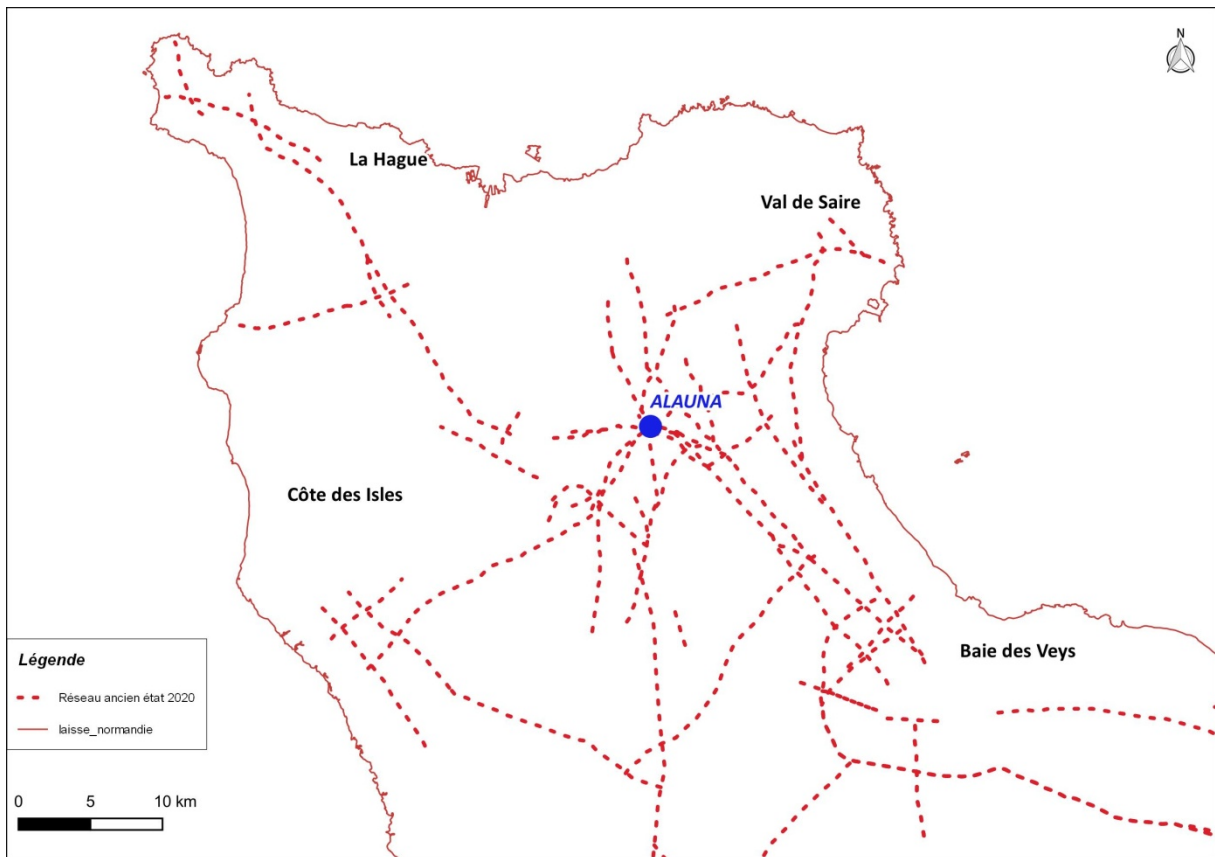 N
La Hague
Val de Saire
ALAUNA
Côte des Isles
Baie des Veys
Légende
Réseau ancien état 2020
laisse_normandie
0 5 10 km